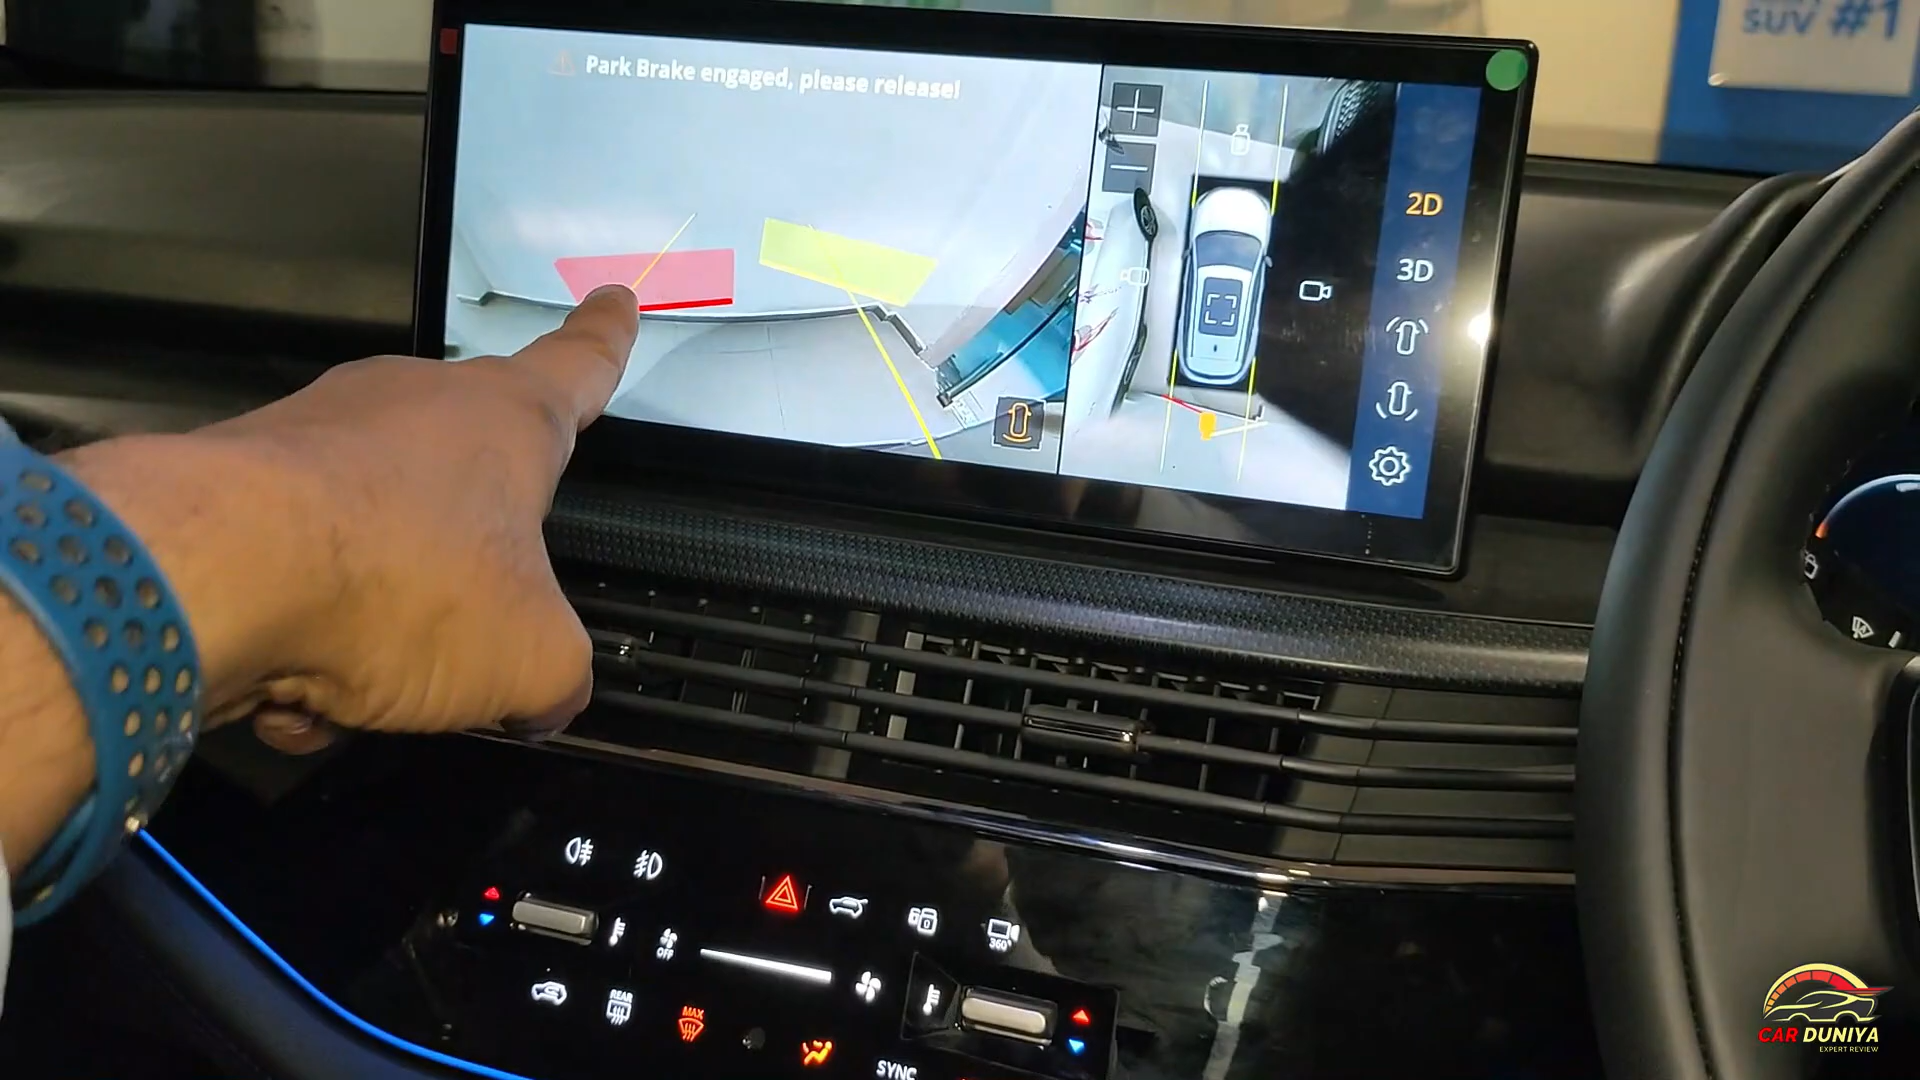 SUV #1
Park Brake engaged, please release!
2D
3D
OFF
360°
REAR
MAX
SYNC
CAR DUNIYA
EXPERT REVIEW